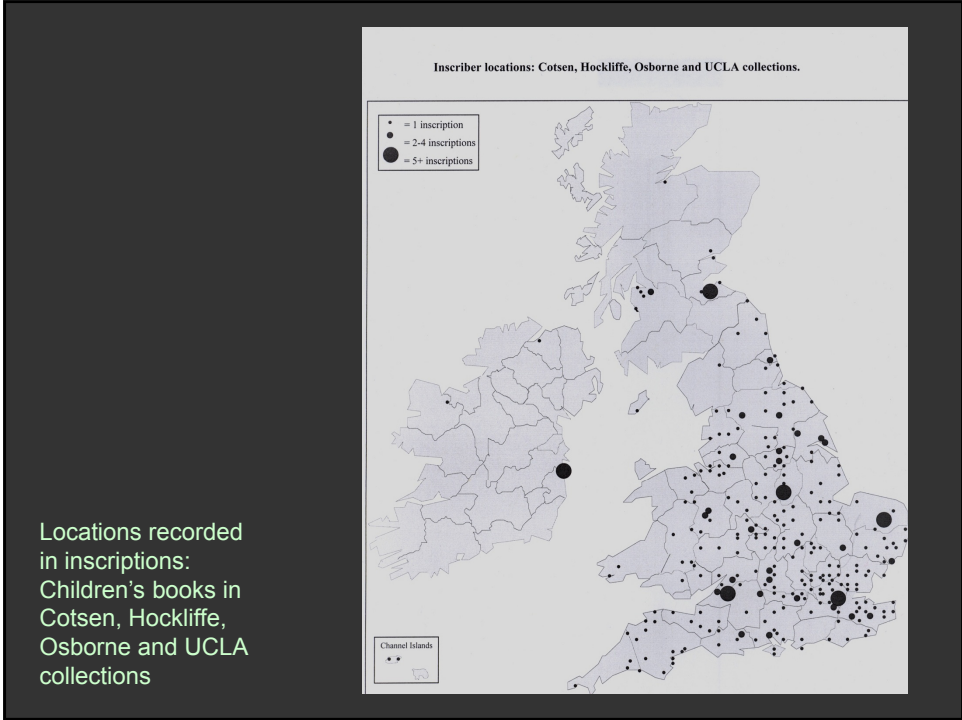 Inscriber locations: Cotsen, Hockliffe, Osborne and UCLA collections.
= 1 inscription
= 2-4 inscriptions
= 5+ inscriptions
Channel Islands
Locations recorded
in inscriptions:
Children's books in
Cotsen, Hockliffe,
Osborne and UCLA
collections